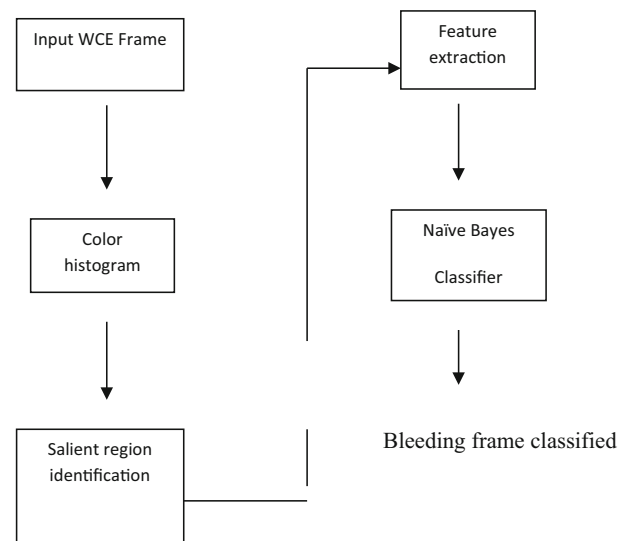 Input WCE Frame
Color
histogram
Salient region
identification
Feature
extraction
Naïve Bayes
Classifier
Bleeding frame classified